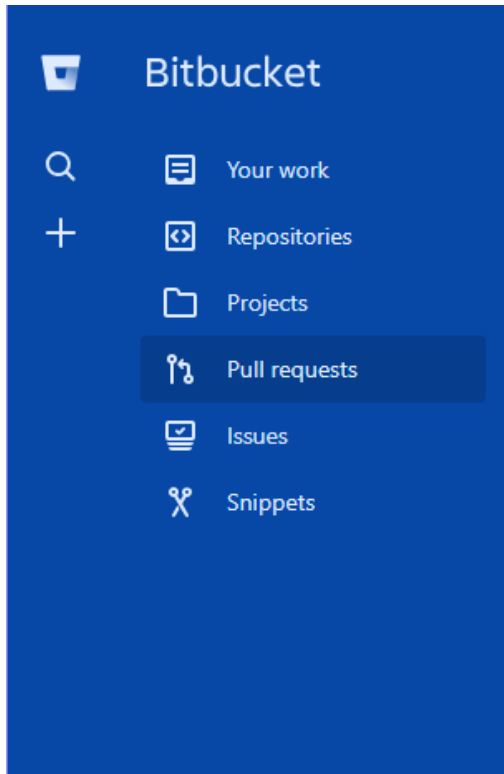 Bitbucket
Your work
Repositories
Projects
Pull requests
Issues
Snippets